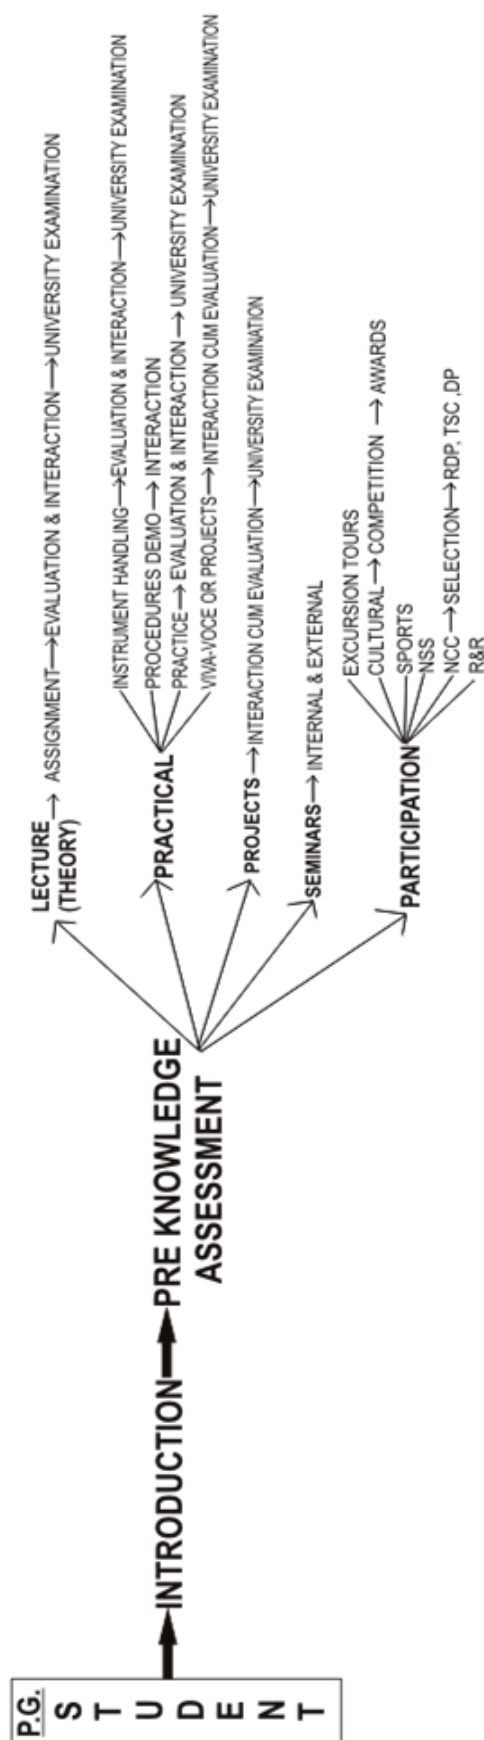 P.G.
STUDENT
INTRODUCTION
PRE KNOWLEDGE
ASSESSMENT
LECTURE
(THEORY)
→ ASSIGNMENT→EVALUATION & INTERACTION→UNIVERSITY EXAMINATION
PRACTICAL
INSTRUMENT HANDLING→EVALUATION & INTERACTION→UNIVERSITY EXAMINATION
PROCEDURES DEMO→ INTERACTION
PRACTICE→ EVALUATION & INTERACTION → UNIVERSITY EXAMINATION
VIVA-VOCE OR PROJECTS→INTERACTION CUM EVALUATION→UNIVERSITY EXAMINATION
PROJECTS→ INTERACTION CUM EVALUATION→UNIVERSITY EXAMINATION
SEMINARS→ INTERNAL & EXTERNAL
PARTICIPATION
EXCURSION TOURS
CULTURAL→ COMPETITION → AWARDS
SPORTS
NSS
NCC →SELECTION→RDP, TSC ,DP
R&R